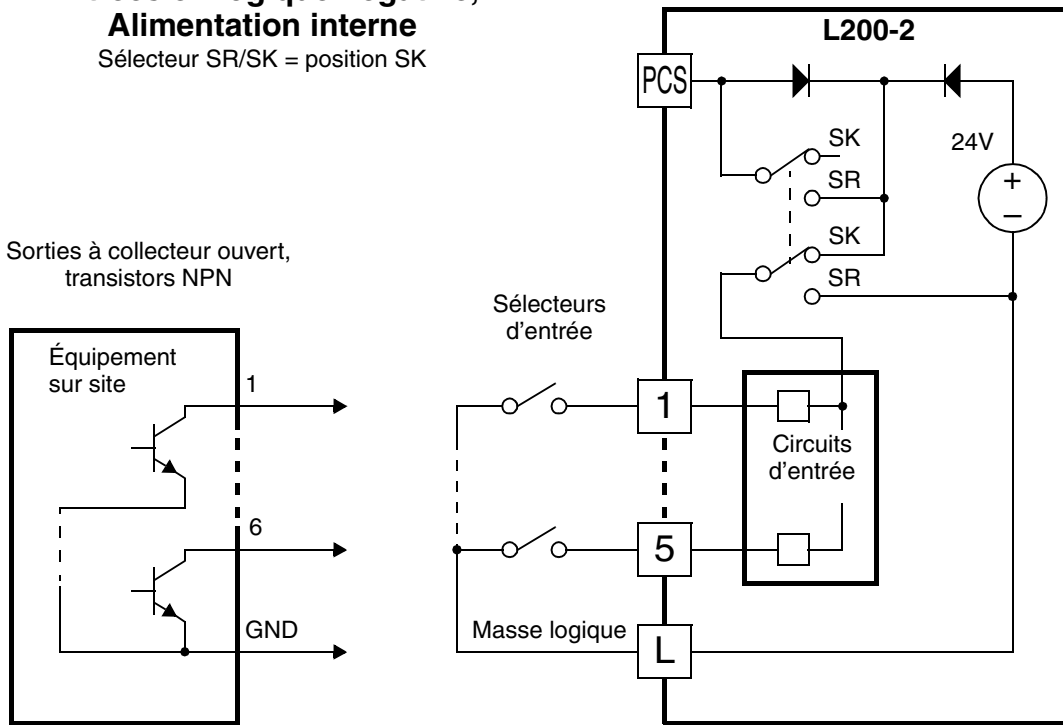 Alimentation interne
Sélecteur SR/SK = position SK
L200-2
PCS
SK
24V
SR
+
–
SK
SR
Sorties à collecteur ouvert,
transistors NPN
Sélecteurs
d'entrée
Équipement
sur site
1
1
Circuits
d'entrée
6
5
GND
Masse logique
L